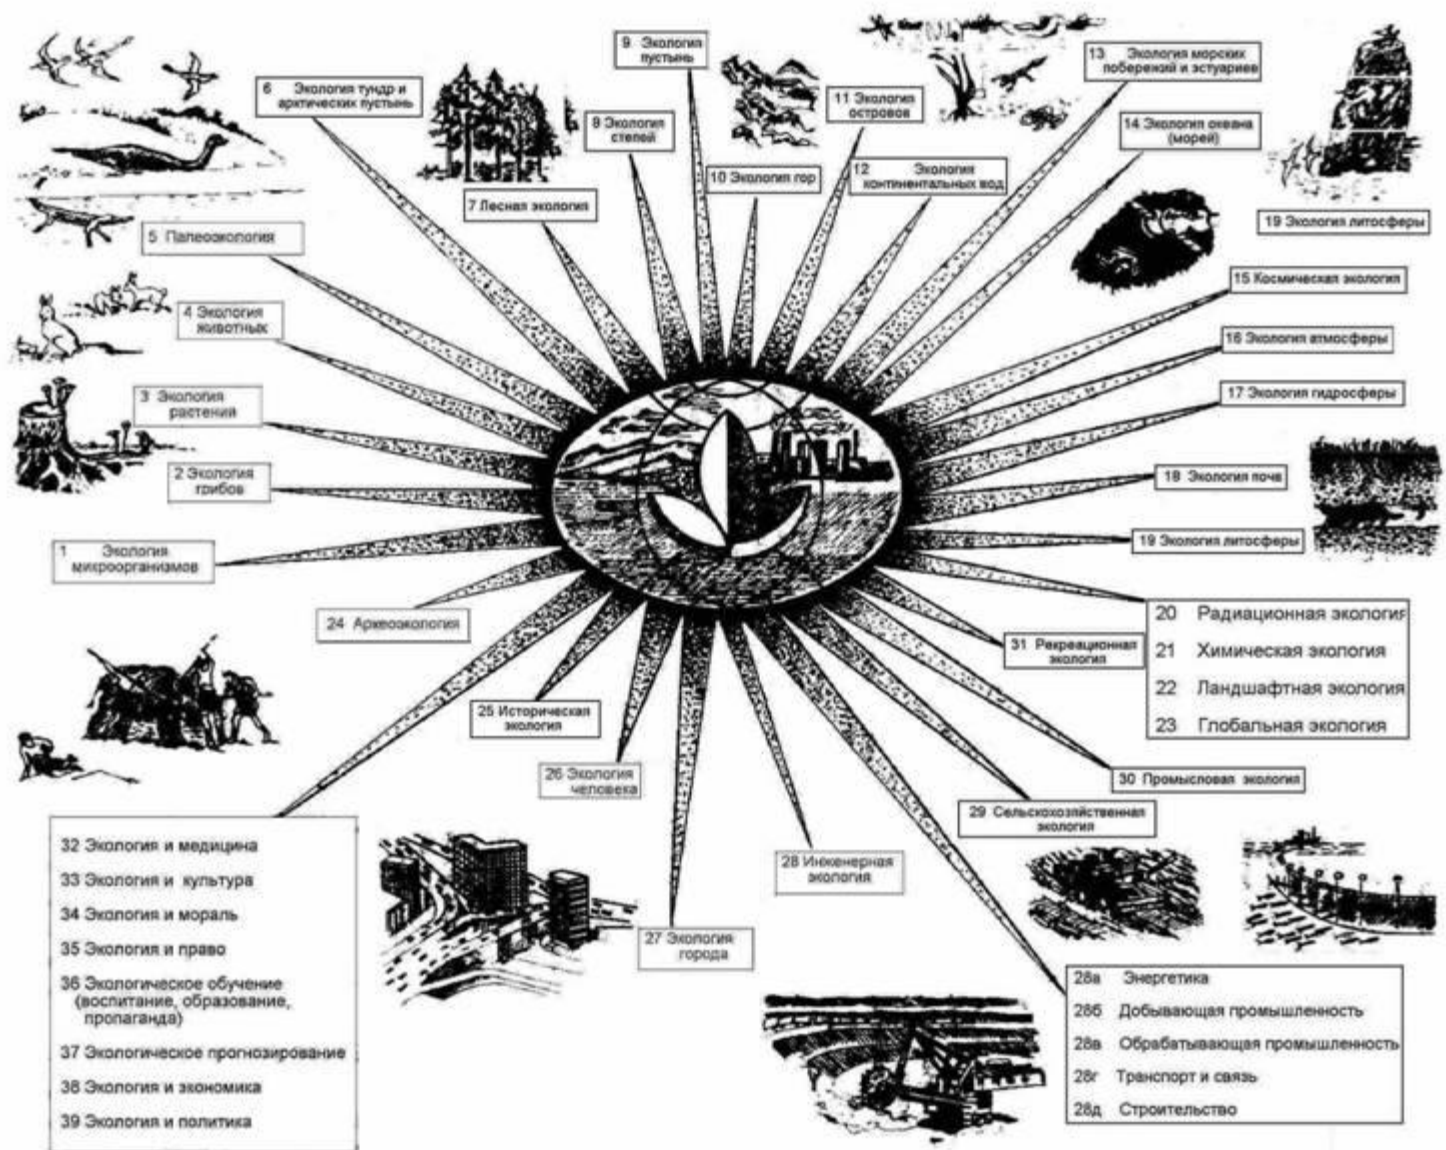 9 Экология
пустынь
13 Экология морских
побережий и эстуариев
6 Экология тундр и
арктических пустынь
11 Экология
островов
8 Экология
степей
14 Экология океана
(морей)
10 Экология гор
12 Экология
континентальных вод
7 Лесная экология
19 Экология литосферы
5 Палеоэкология
15 Космическая экология
4 Экология
животных
16 Экология атмосферы
3 Экология
растений
17 Экология гидросферы
2 Экология
грибов
18 Экология почв
1 Экология
микроорганизмов
19 Экология литосферы
24 Археоэкология
20 Радиационная экология
21 Химическая экология
22 Ландшафтная экология
23 Глобальная экология
31 Рекреационная
экология
25 Историческая
экология
26 Экология
человека
30 Промысловая экология
29 Сельскохозяйственная
экология
28 Инженерная
экология
27 Экология
города
32 Экология и медицина
33 Экология и культура
34 Экология и мораль
35 Экология и право
36 Экологическое обучение
(воспитание, образование,
пропаганда)
37 Экологическое прогнозирование
38 Экология и экономика
39 Экология и политика
28а Энергетика
28б Добывающая промышленность
28в Обрабатывающая промышленность
28г Транспорт и связь
28д Строительство